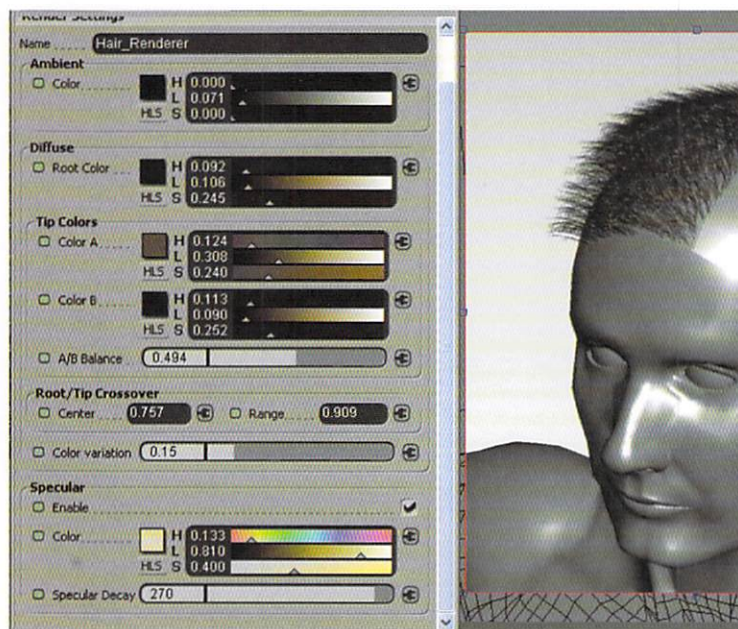 Render Settings
Name Hair_Renderer
Ambient
Color H 0.000
L 0.071
HLS S 0.000
Diffuse
Root Color H 0.092
L 0.106
HLS S 0.245
Tip Colors
Color A H 0.124
L 0.308
HLS S 0.240
Color B H 0.113
L 0.090
HLS S 0.252
A/B Balance 0.494
Root/Tip Crossover
Center 0.757 Range 0.909
Color variation 0.15
Specular
Enable
Color H 0.133
L 0.810
HLS S 0.400
Specular Decay 270